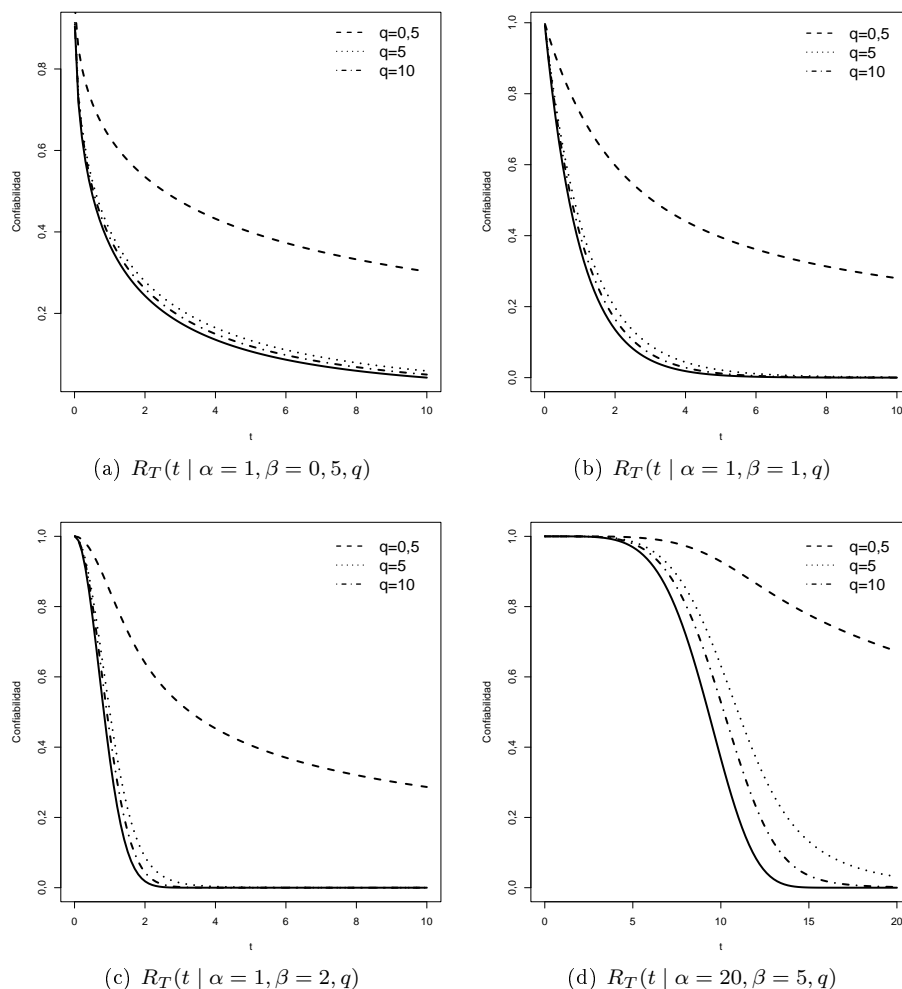 q=0,5
q=5
q=10
Confiabilidad
0,2 0,4 0,6 0,8
0 2 4 6 8 10
t
(a) R_T(t | α = 1, β = 0, 5, q)
q=0,5
q=5
q=10
Confiabilidad
0,0 0,2 0,4 0,6 0,8 1,0
0 2 4 6 8 10
t
(b) R_T(t | α = 1, β = 1, q)
q=0,5
q=5
q=10
Confiabilidad
0,0 0,2 0,4 0,6 0,8 1,0
0 2 4 6 8 10
t
(c) R_T(t | α = 1, β = 2, q)
q=0,5
q=5
q=10
Confiabilidad
0,0 0,2 0,4 0,6 0,8 1,0
0 5 10 15 20
t
(d) R_T(t | α = 20, β = 5, q)